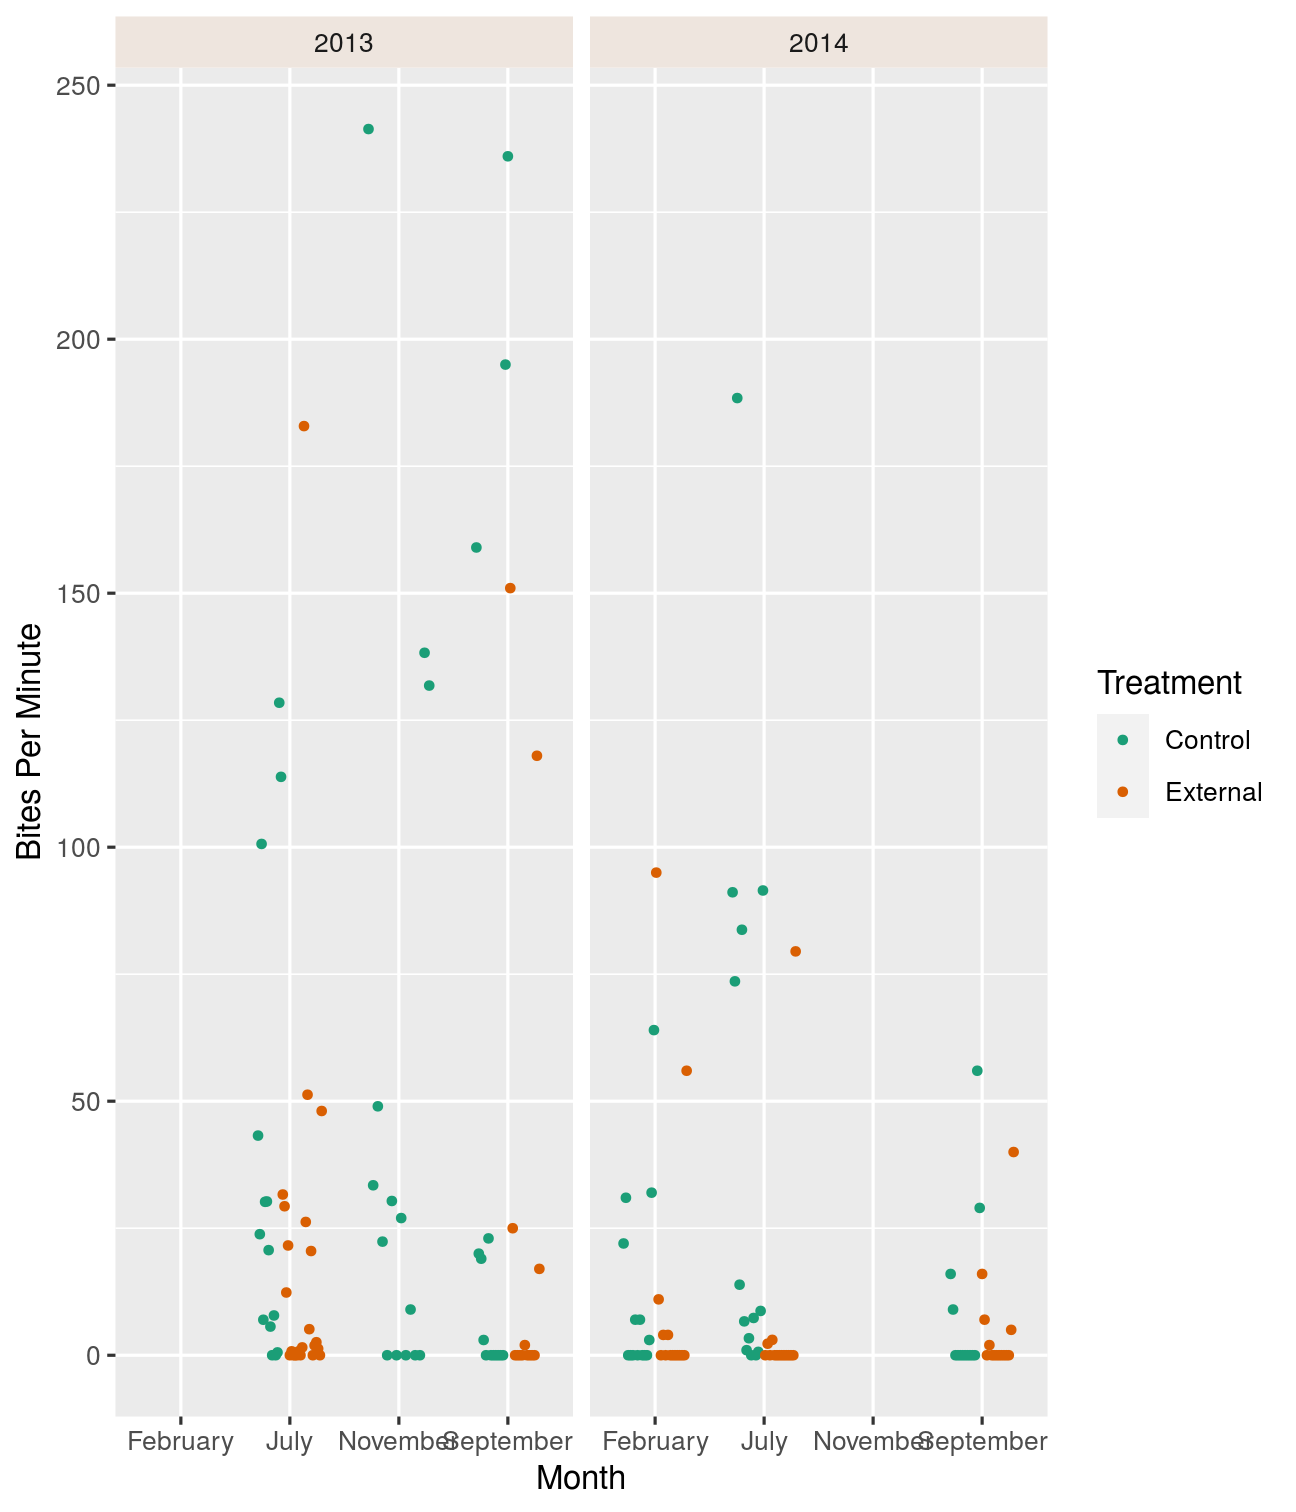 2013 2014
250
200
150
100
50
0
Bites Per Minute
February July November September February July November September
Month
Treatment
Control
External